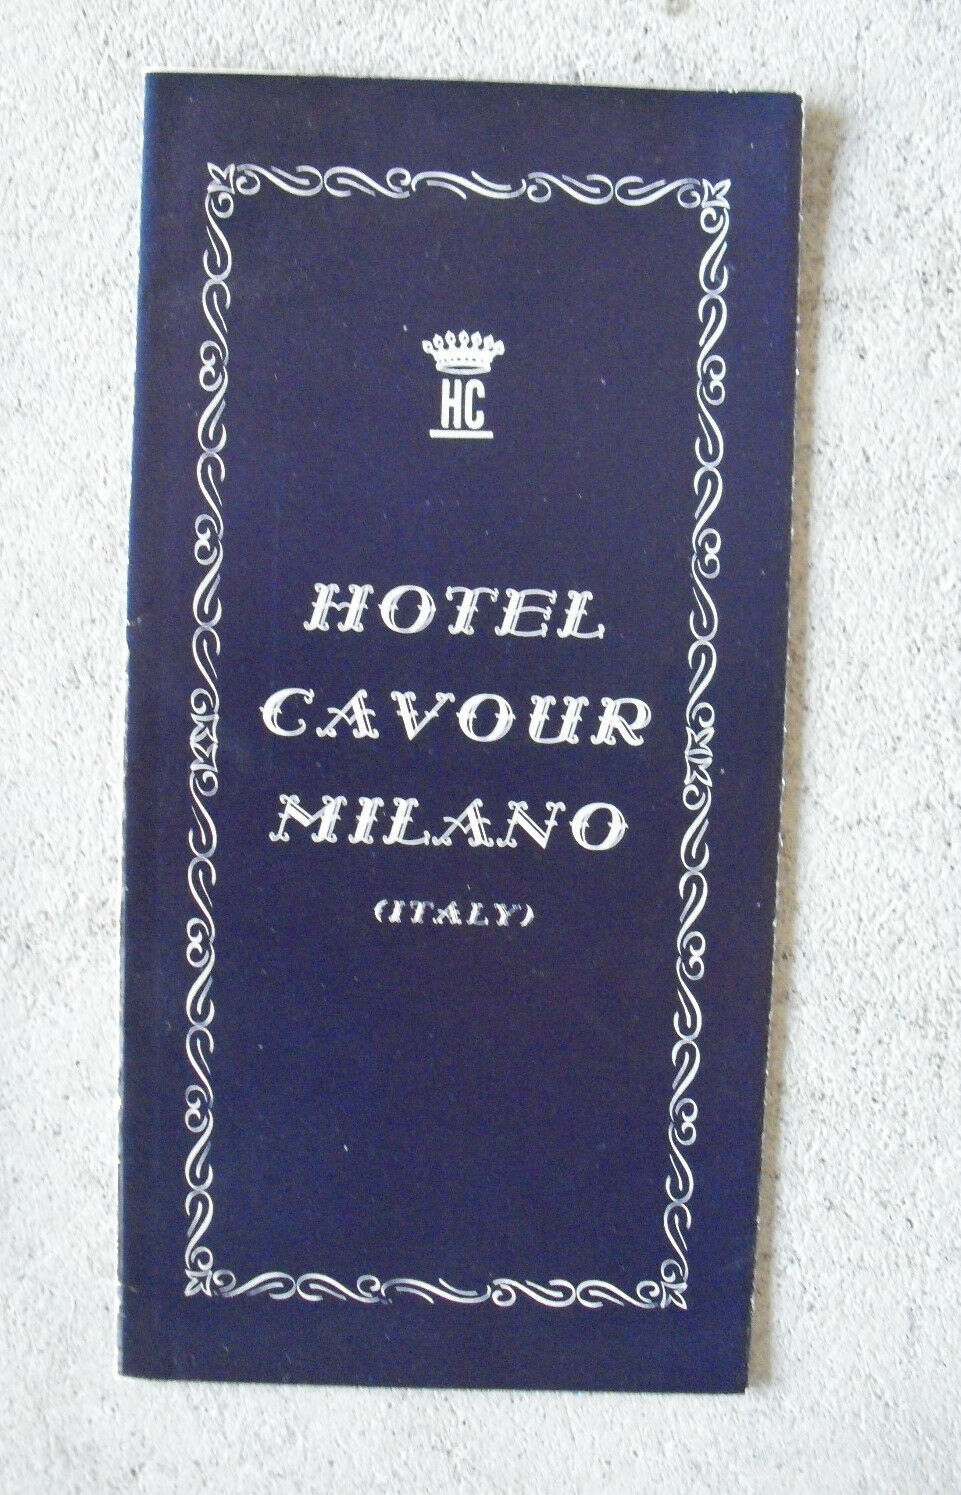 HC
HOTEL
CAVOUR
MILANO
(ITALY)